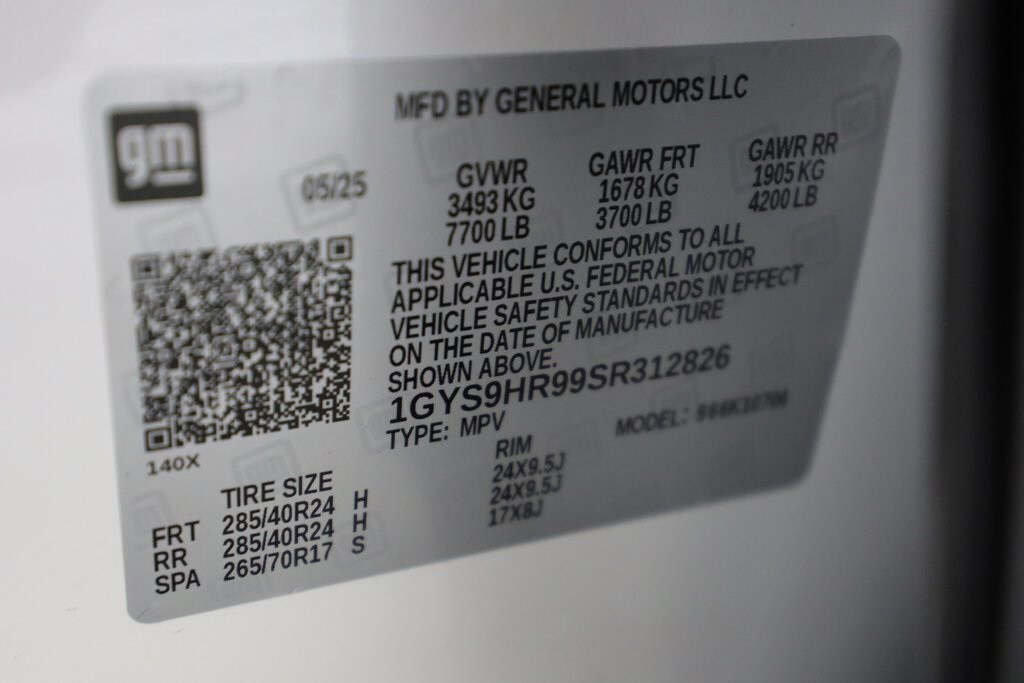 MFD BY GENERAL MOTORS LLC
gm
05/25
GVWR GAWR FRT GAWR RR
3493 KG 1678 KG 1905 KG
7700 LB 3700 LB 4200 LB
THIS VEHICLE CONFORMS TO ALL
APPLICABLE U.S. FEDERAL MOTOR
VEHICLE SAFETY STANDARDS IN EFFECT
ON THE DATE OF MANUFACTURE
SHOWN ABOVE.
1GYS9HR99SR312826
TYPE: MPV MODEL:
140X
TIRE SIZE RIM
FRT 285/40R24 H 24X9.5J
RR 285/40R24 H 24X9.5J
SPA 265/70R17 S 17X8J